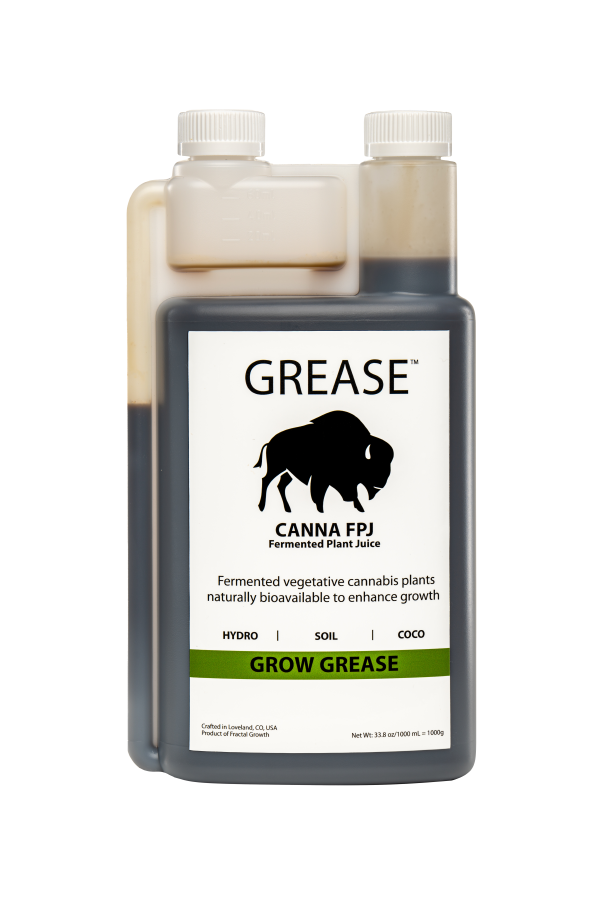 GREASE™
CANNA FPJ
Fermented Plant Juice
Fermented vegetative cannabis plants
naturally bioavailable to enhance growth
HYDRO | SOIL | COCO
GROW GREASE
Crafted in Loveland, CO, USA
Product of Fractal Growth
Net Wt: 33.8 oz/1000 mL = 1000g